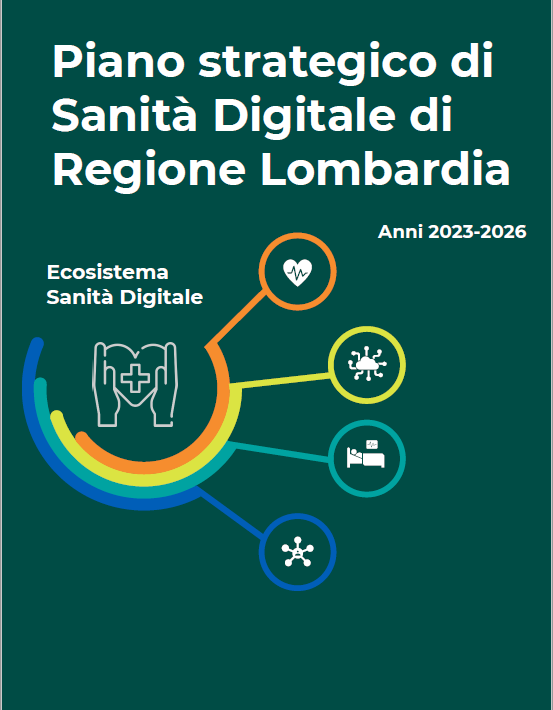 Piano strategico di
Sanità Digitale di
Regione Lombardia
Anni 2023-2026
Ecosistema
Sanità Digitale